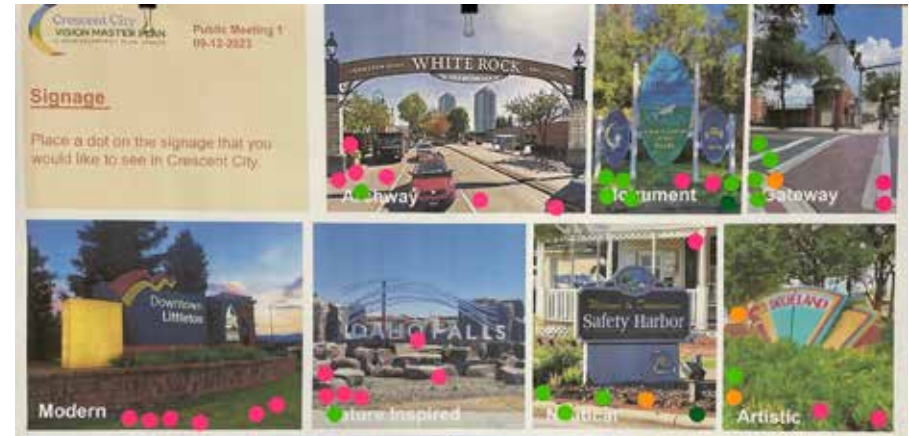 Crescent City
VISION MASTER PLAN
Public Meeting 1
09-12-2023
Signage
Place a dot on the signage that you
would like to see in Crescent City.
WHITE ROCK
Archway
Monument
Gateway
Downtown
Littleton
Modern
IDAHO FALLS
Nature Inspired
Safety Harbor
Nautical
DIXIELAND
Artistic